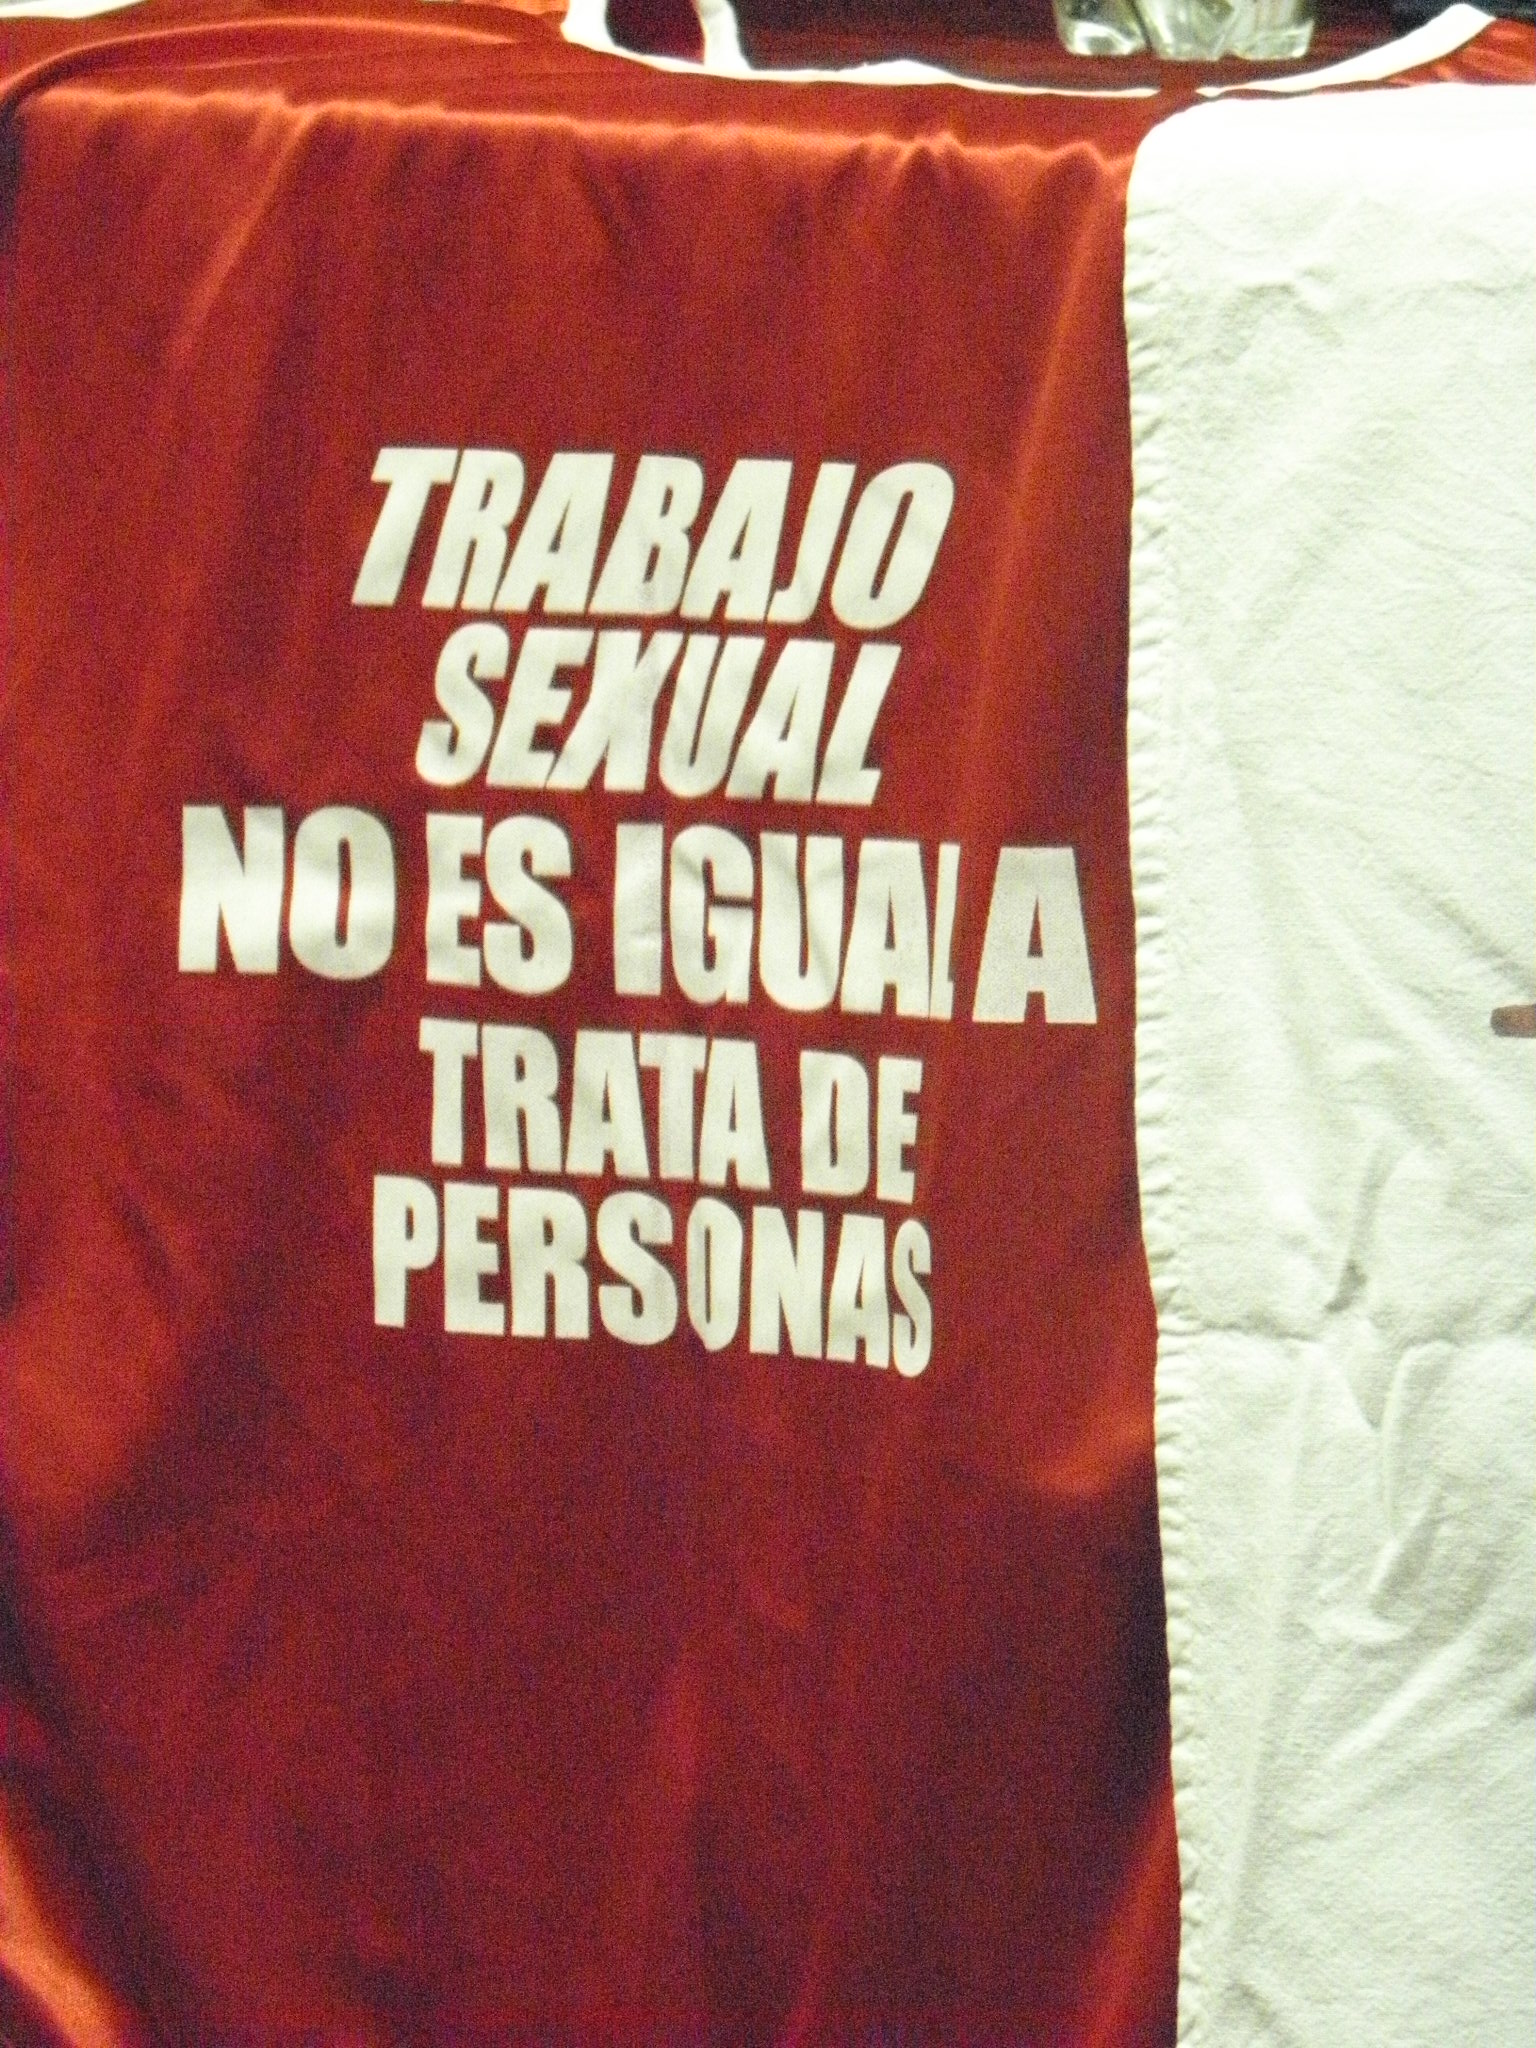 TRABAJO
SEXUAL
NO ES IGUAL A
TRATA DE
PERSONAS